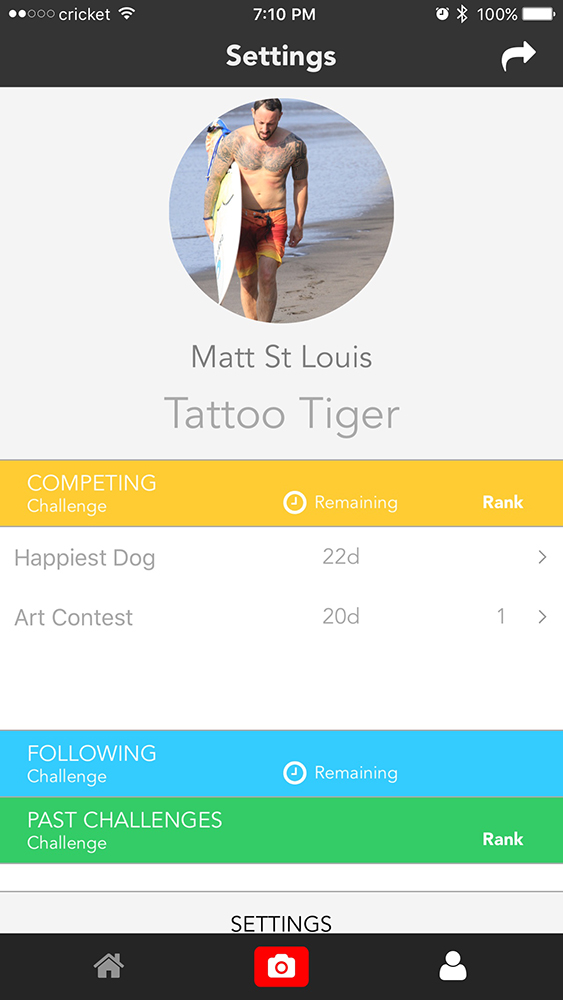 cricket 7:10 PM 100%
Settings
Matt St Louis
Tattoo Tiger
COMPETING
Challenge Remaining Rank
Happiest Dog 22d
Art Contest 20d 1
FOLLOWING
Challenge Remaining
PAST CHALLENGES
Challenge Rank
SETTINGS